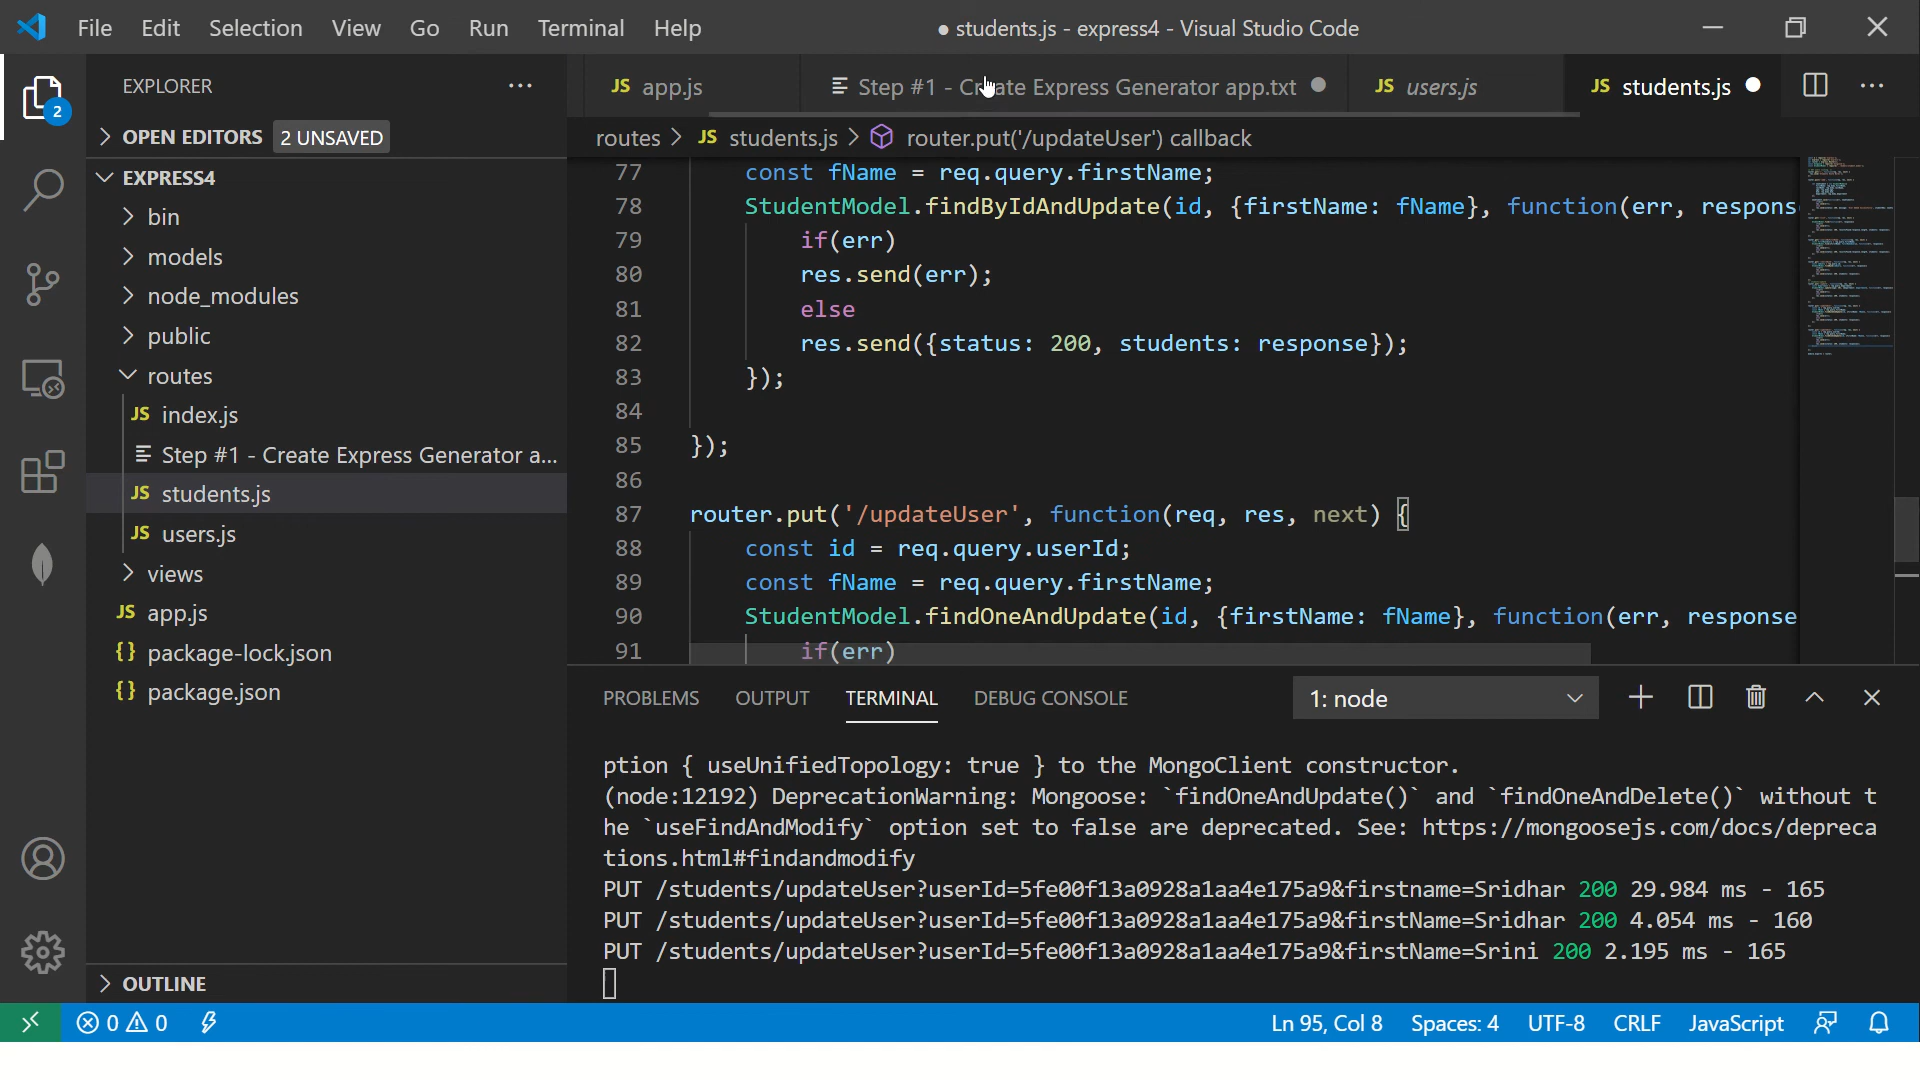 File Edit Selection View Go Run Terminal Help ● students.js - express4 - Visual Studio Code
EXPLORER
JS app.js
Step #1 - Create Express Generator app.txt
JS users.js
JS students.js
OPEN EDITORS 2 UNSAVED
routes > JS students.js > router.put('/updateUser') callback
EXPRESS4
bin
models
node_modules
public
routes
JS index.js
Step #1 - Create Express Generator a...
JS students.js
JS users.js
views
JS app.js
{} package-lock.json
{} package.json
OUTLINE
2
77 const fName = req.query.firstName;
78 StudentModel.findByIdAndUpdate(id, {firstName: fName}, function(err, respons
79 if(err)
80 res.send(err);
81 else
82 res.send({status: 200, students: response});
83 });
84
85 });
86
87 router.put('/updateUser', function(req, res, next) {
88 const id = req.query.userId;
89 const fName = req.query.firstName;
90 StudentModel.findOneAndUpdate(id, {firstName: fName}, function(err, response
91 if(err)
PROBLEMS OUTPUT TERMINAL DEBUG CONSOLE 1: node
ption { useUnifiedTopology: true } to the MongoClient constructor.
(node:12192) DeprecationWarning: Mongoose: `findOneAndUpdate()` and `findOneAndDelete()` without t
he `useFindAndModify` option set to false are deprecated. See: https://mongoosejs.com/docs/depreca
tions.html#findandmodify
PUT /students/updateUser?userId=5fe00f13a0928a1aa4e175a9&firstname=Sridhar 200 29.984 ms - 165
PUT /students/updateUser?userId=5fe00f13a0928a1aa4e175a9&firstName=Sridhar 200 4.054 ms - 160
PUT /students/updateUser?userId=5fe00f13a0928a1aa4e175a9&firstName=Srini 200 2.195 ms - 165
0 0 Ln 95, Col 8 Spaces: 4 UTF-8 CRLF JavaScript